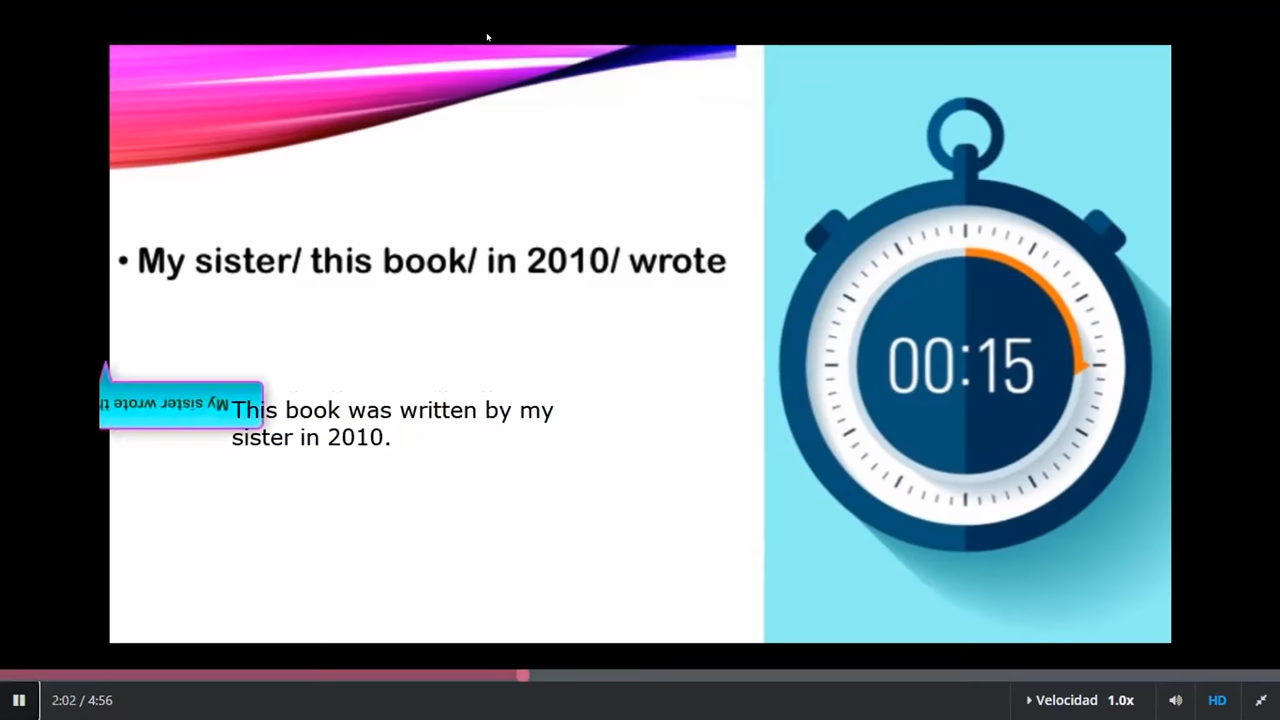 • My sister/ this book/ in 2010/ wrote
00:15
My sister wrote
This book was written by my
sister in 2010.
2:02 / 4:56
Velocidad 1.0x
HD